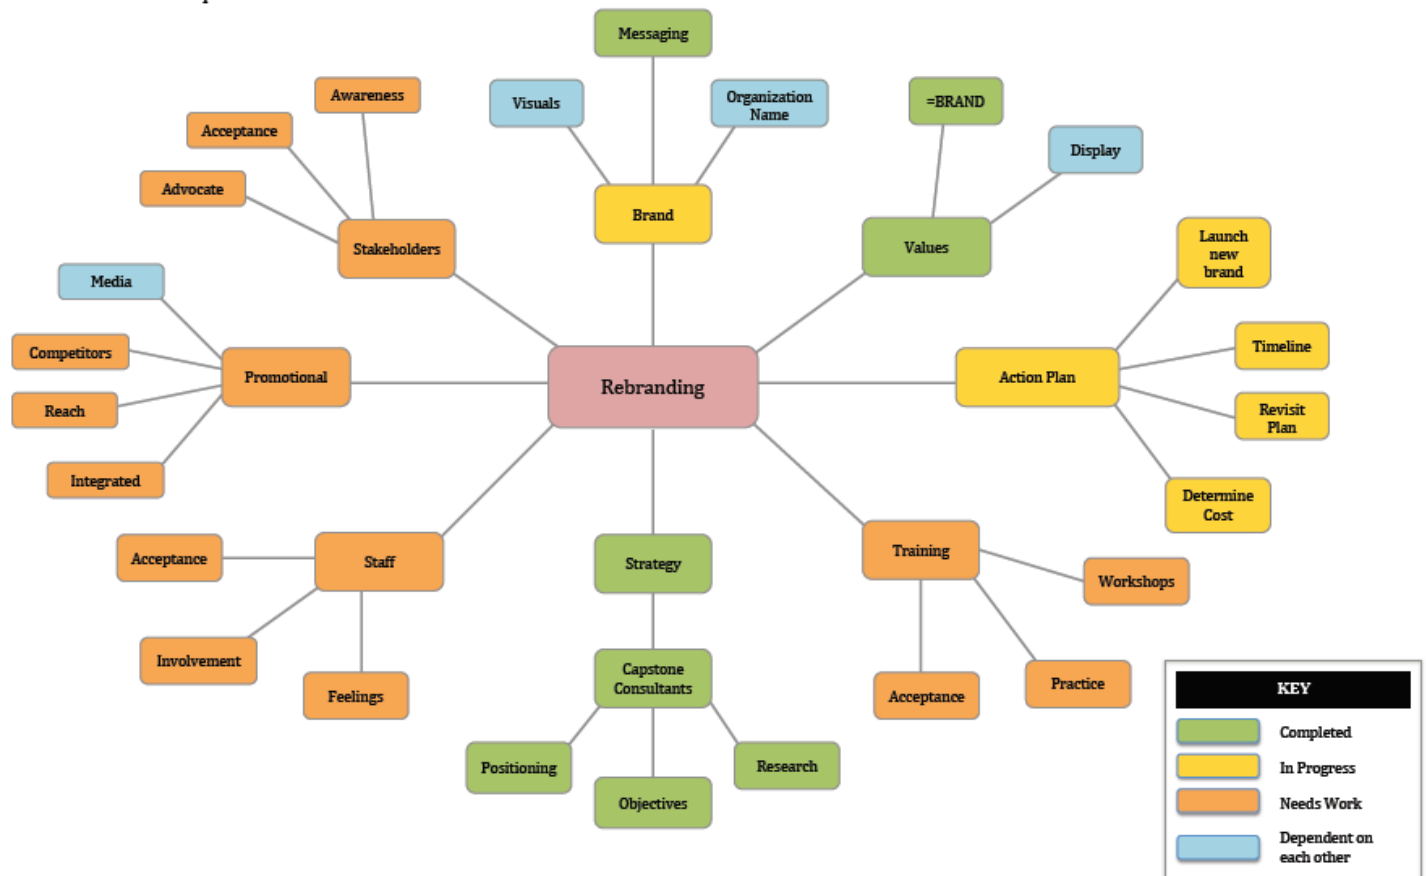 Messaging
Awareness
Visuals
Organization
Name
=BRAND
Acceptance
Display
Advocate
Brand
Stakeholders
Values
Launch
new
brand
Media
Competitors
Promotional
Rebranding
Action Plan
Timeline
Reach
Revisit
Plan
Integrated
Determine
Cost
Acceptance
Staff
Strategy
Training
Workshops
Involvement
Feelings
Capstone
Consultants
Acceptance
Practice
Positioning
Objectives
Research
KEY
Completed
In Progress
Needs Work
Dependent on
each other